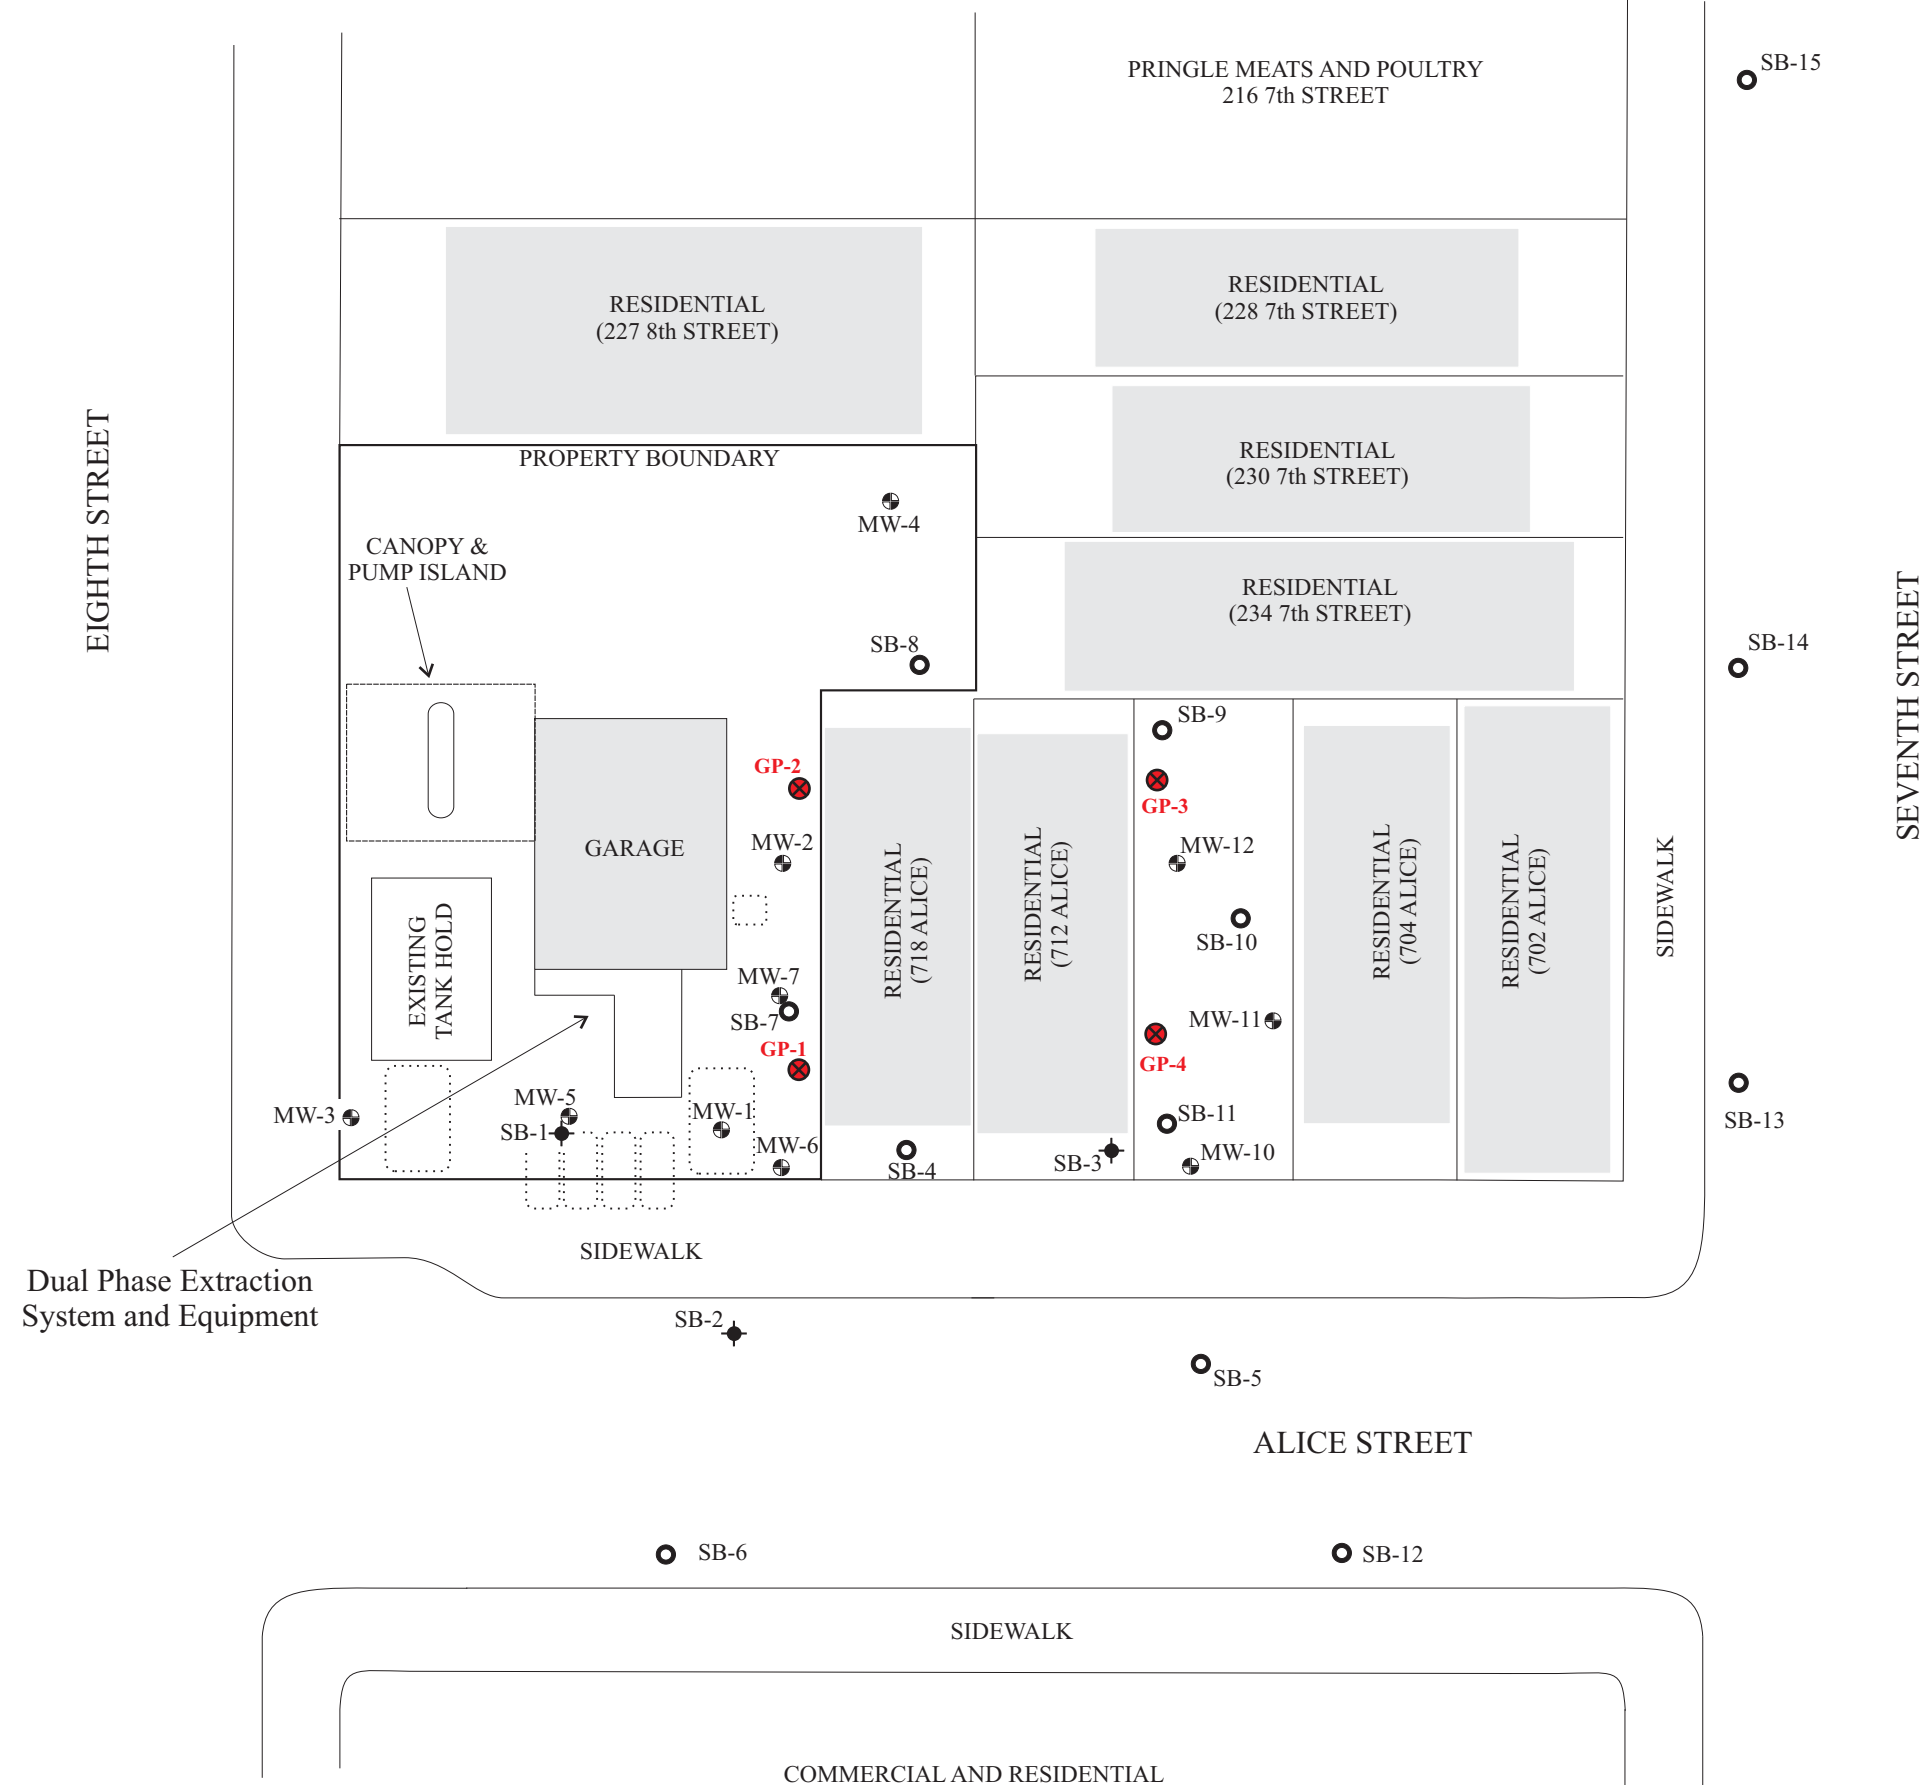 PRINGLE MEATS AND POULTRY
216 7th STREET
SB-15
RESIDENTIAL
(227 8th STREET)
RESIDENTIAL
(228 7th STREET)
EIGHTH STREET
PROPERTY BOUNDARY
RESIDENTIAL
(230 7th STREET)
MW-4
CANOPY &
PUMP ISLAND
RESIDENTIAL
(234 7th STREET)
SEVENTH STREET
SB-8
SB-14
SB-9
GP-2
GP-3
GARAGE
MW-2
MW-12
RESIDENTIAL
(718 ALICE)
RESIDENTIAL
(712 ALICE)
RESIDENTIAL
(704 ALICE)
RESIDENTIAL
(702 ALICE)
SIDEWALK
EXISTING
TANK HOLD
SB-10
MW-7
SB-7
MW-11
GP-1
GP-4
MW-3
MW-5
SB-1
MW-1
MW-6
SB-4
SB-3
SB-11
MW-10
SB-13
SIDEWALK
Dual Phase Extraction
System and Equipment
SB-2
SB-5
ALICE STREET
SB-6
SB-12
SIDEWALK
COMMERCIAL AND RESIDENTIAL